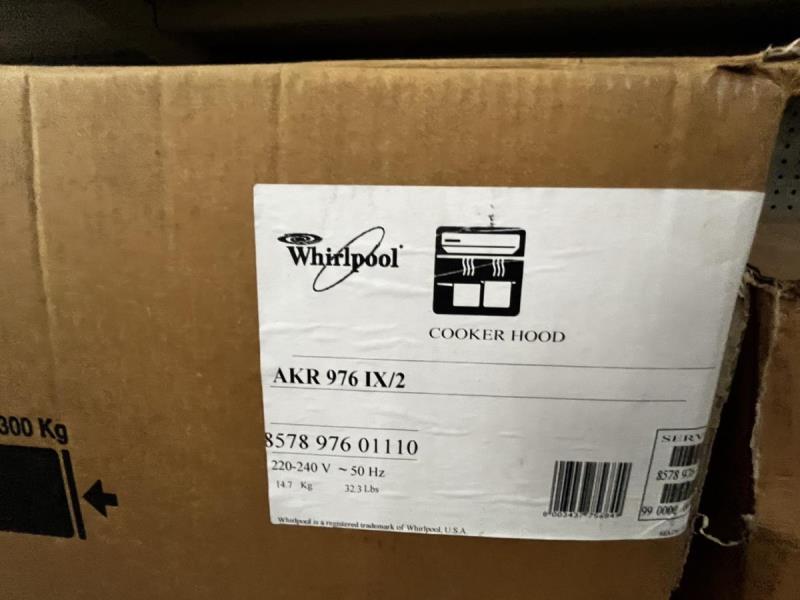 Whirlpool
COOKER HOOD
AKR 976 IX/2
8578 976 01110
220-240 V ~ 50 Hz
14.7 Kg 32.3 Lbs
Whirlpool is a registered trademark of Whirlpool, U.S.A.
300 Kg
SERV
8578 976
99 0000